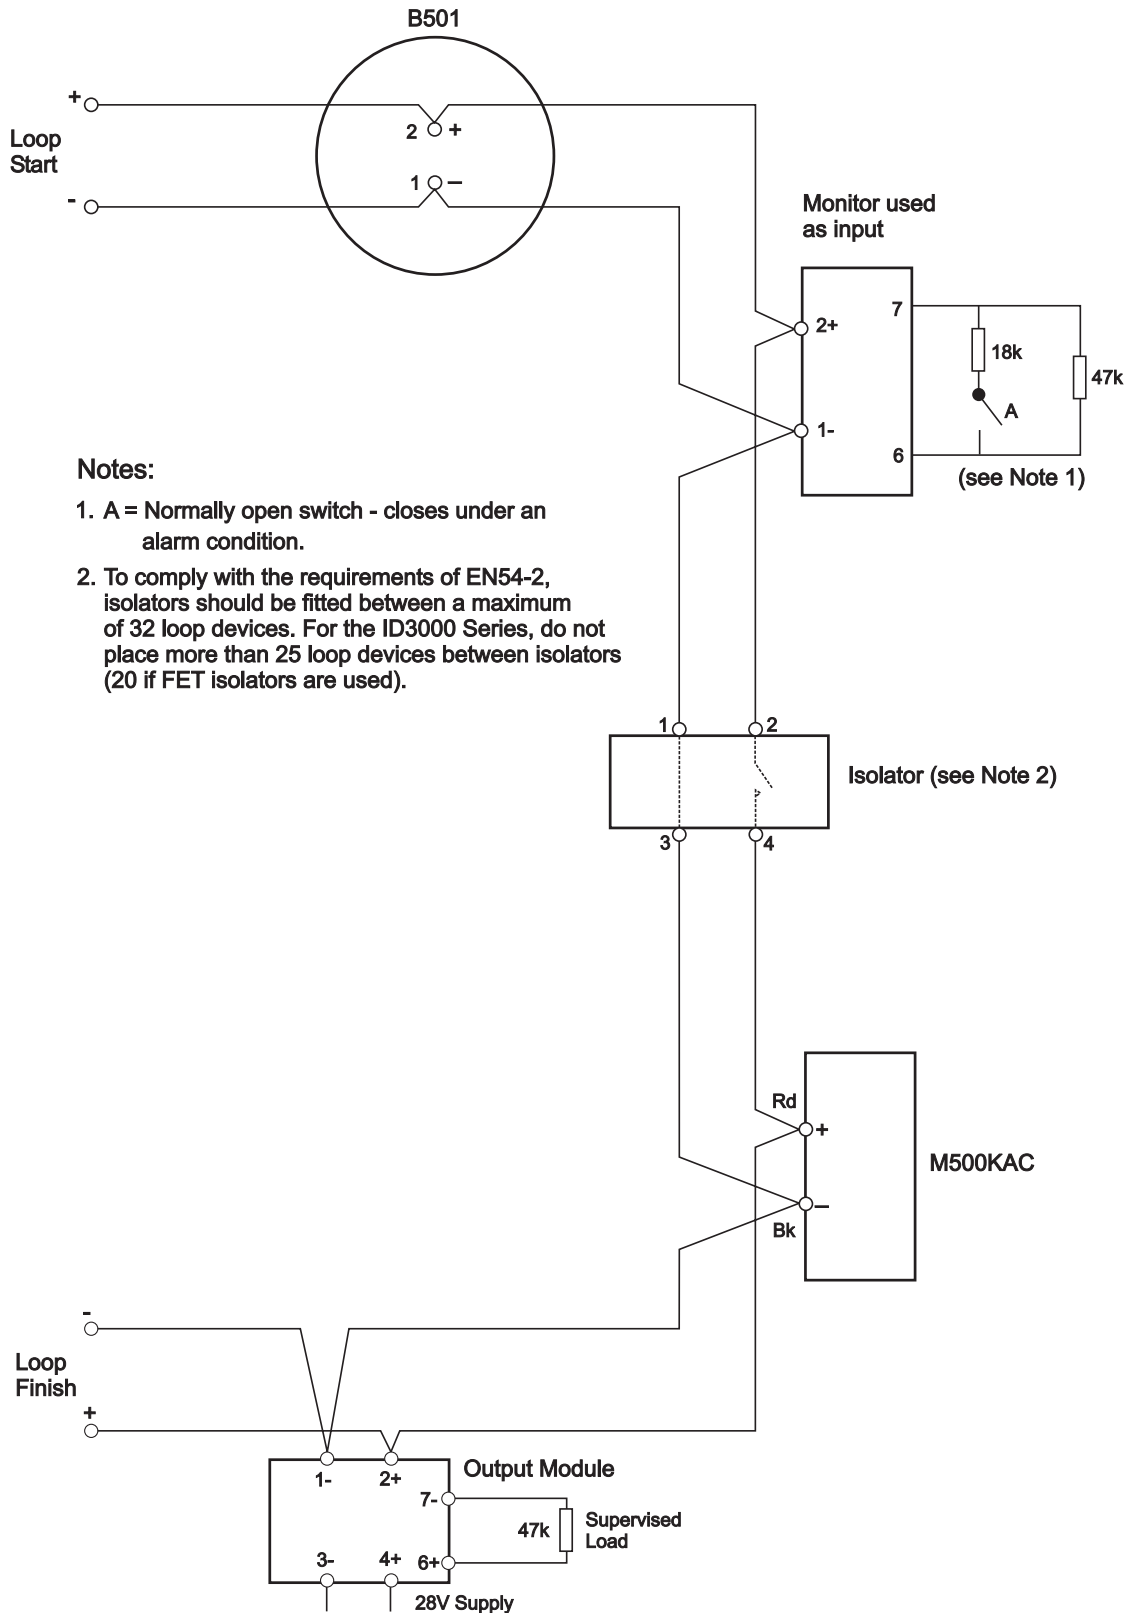 B501
+
Loop
Start
-
2 +
1 –
Monitor used
as input
2+
1-
7
6
18k
A
47k
(see Note 1)
Notes:
1. A = Normally open switch - closes under an
alarm condition.
2. To comply with the requirements of EN54-2,
isolators should be fitted between a maximum
of 32 loop devices. For the ID3000 Series, do not
place more than 25 loop devices between isolators
(20 if FET isolators are used).
1
2
Isolator (see Note 2)
3
4
Rd
+
M500KAC
–
Bk
-
Loop
Finish
+
Output Module
1-
2+
7-
47k
Supervised
Load
3-
4+
6+
28V Supply